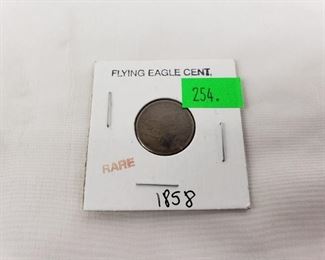 FLYING EAGLE CENT.
254.
RARE
1858